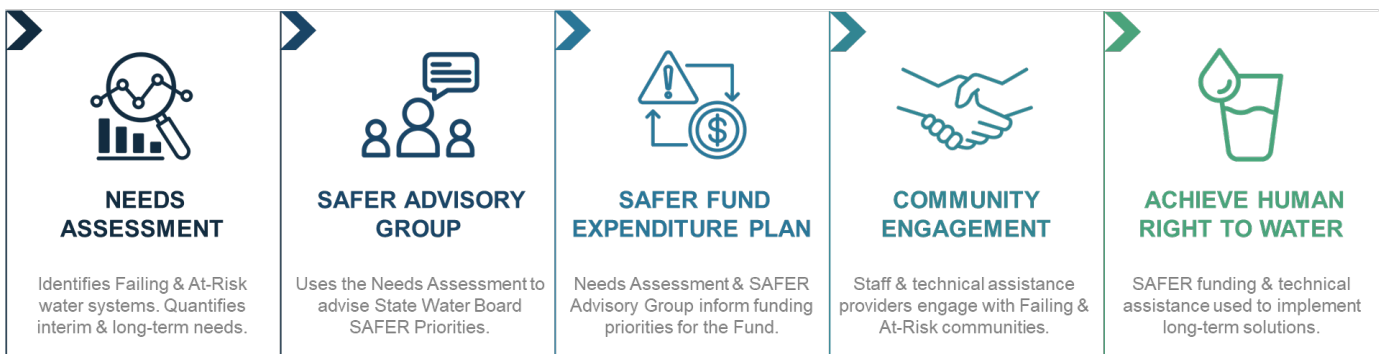 NEEDS
ASSESSMENT
Identifies Failing & At-Risk
water systems. Quantifies
interim & long-term needs.
SAFER ADVISORY
GROUP
Uses the Needs Assessment to
advise State Water Board
SAFER Priorities.
$
SAFER FUND
EXPENDITURE PLAN
Needs Assessment & SAFER
Advisory Group inform funding
priorities for the Fund.
COMMUNITY
ENGAGEMENT
Staff & technical assistance
providers engage with Failing &
At-Risk communities.
ACHIEVE HUMAN
RIGHT TO WATER
SAFER funding & technical
assistance used to implement
long-term solutions.